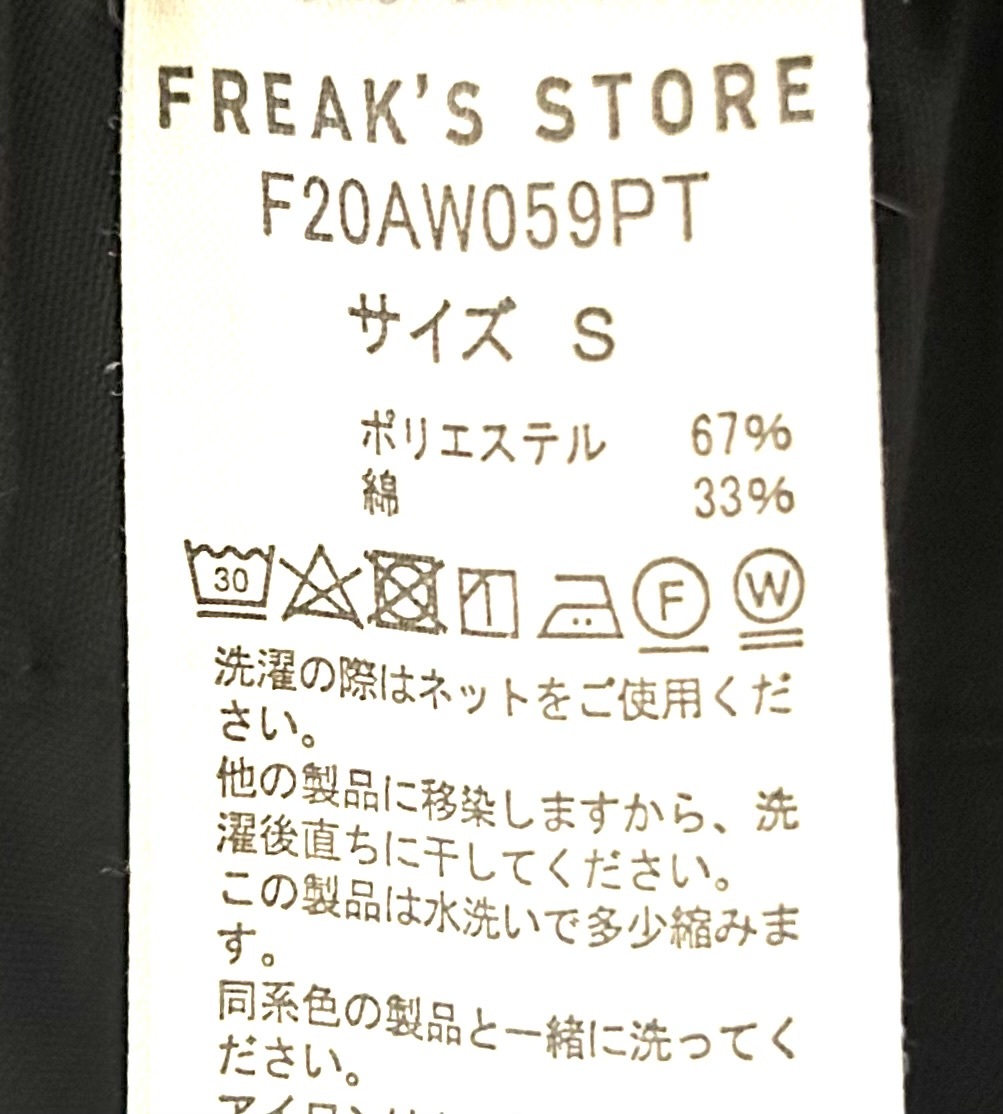 FREAK'S STORE
F20AW059PT
サイズ S
ポリエステル 67%
綿 33%
30 F W
洗濯の際はネットをご使用くだ
さい。
他の製品に移染しますから、洗
濯後直ちに干してください。
この製品は水洗いで多少縮みま
す。
同系色の製品と一緒に洗ってく
ださい。